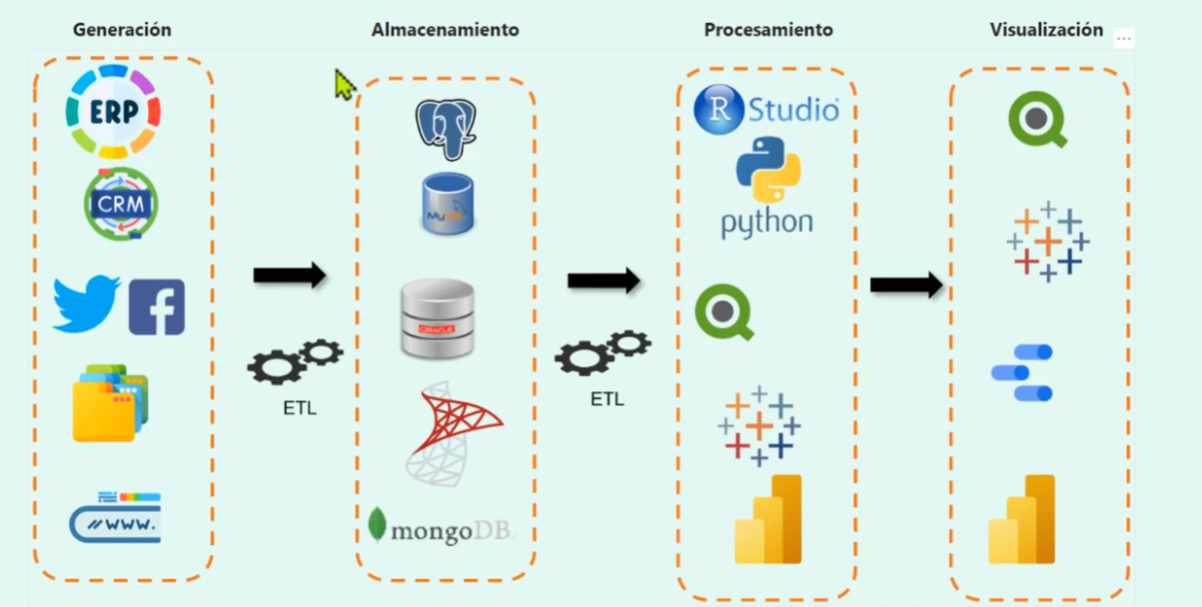 Generación
Almacenamiento
Procesamiento
Visualización
ERP
CRM
//WWW.
ETL
MySQL
ORACLE
mongoDB
ETL
R Studio
python